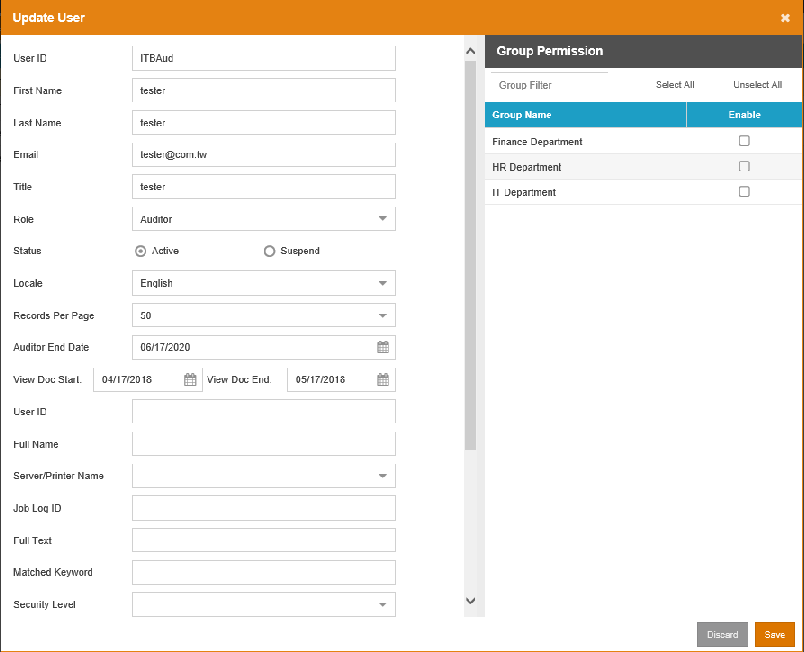 Update User
User ID ITBAud
First Name tester
Last Name tester
Email tester@com.tw
Title tester
Role Auditor
Status Active Suspend
Locale English
Records Per Page 50
Auditor End Date 06/17/2020
View Doc Start: 04/17/2018 View Doc End: 05/17/2018
User ID
Full Name
Server/Printer Name
Job Log ID
Full Text
Matched Keyword
Security Level
Group Permission
Group Filter Select All Unselect All
Group Name Enable
Finance Department
HR Department
IT Department
Discard Save